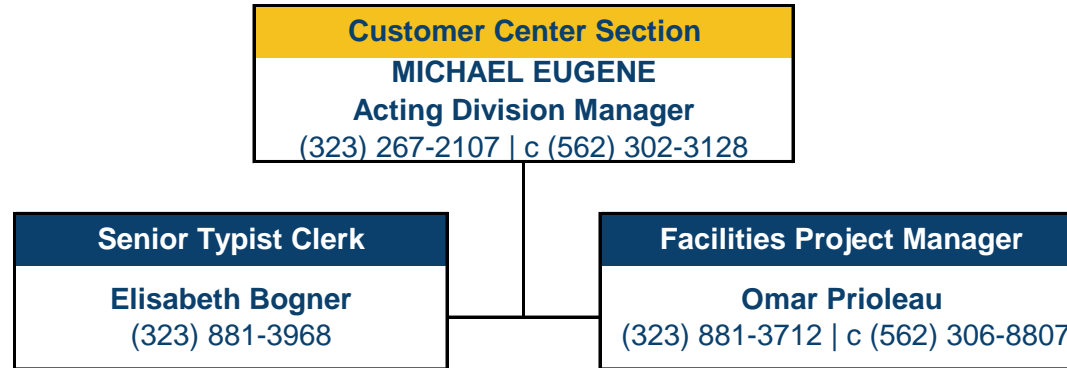 Customer Center Section
MICHAEL EUGENE
Acting Division Manager
(323) 267-2107 | c (562) 302-3128
Senior Typist Clerk
Elisabeth Bogner
(323) 881-3968
Facilities Project Manager
Omar Prioleau
(323) 881-3712 | c (562) 306-8807